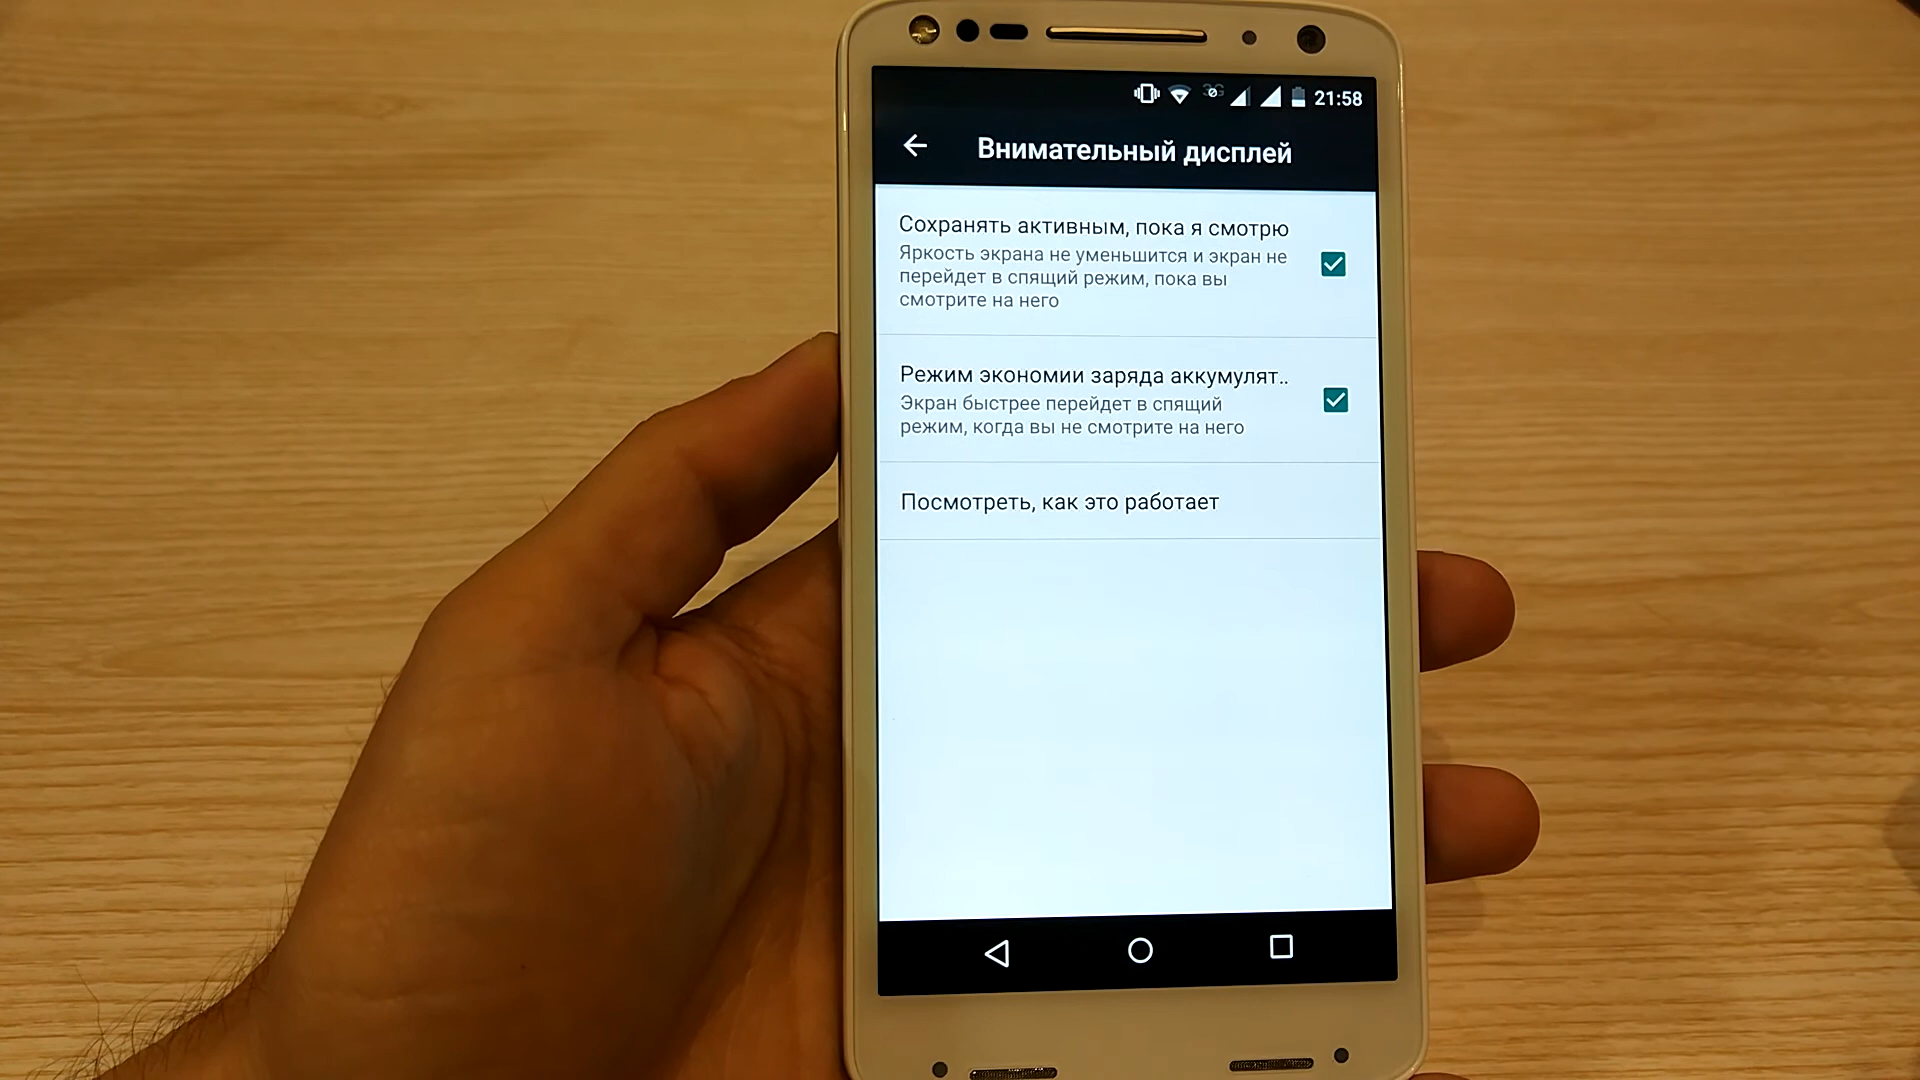 3G 21:58
Внимательный дисплей
Сохранять активным, пока я смотрю
Яркость экрана не уменьшится и экран не
перейдет в спящий режим, пока вы
смотрите на него
Режим экономии заряда аккумулят..
Экран быстрее перейдет в спящий
режим, когда вы не смотрите на него
Посмотреть, как это работает